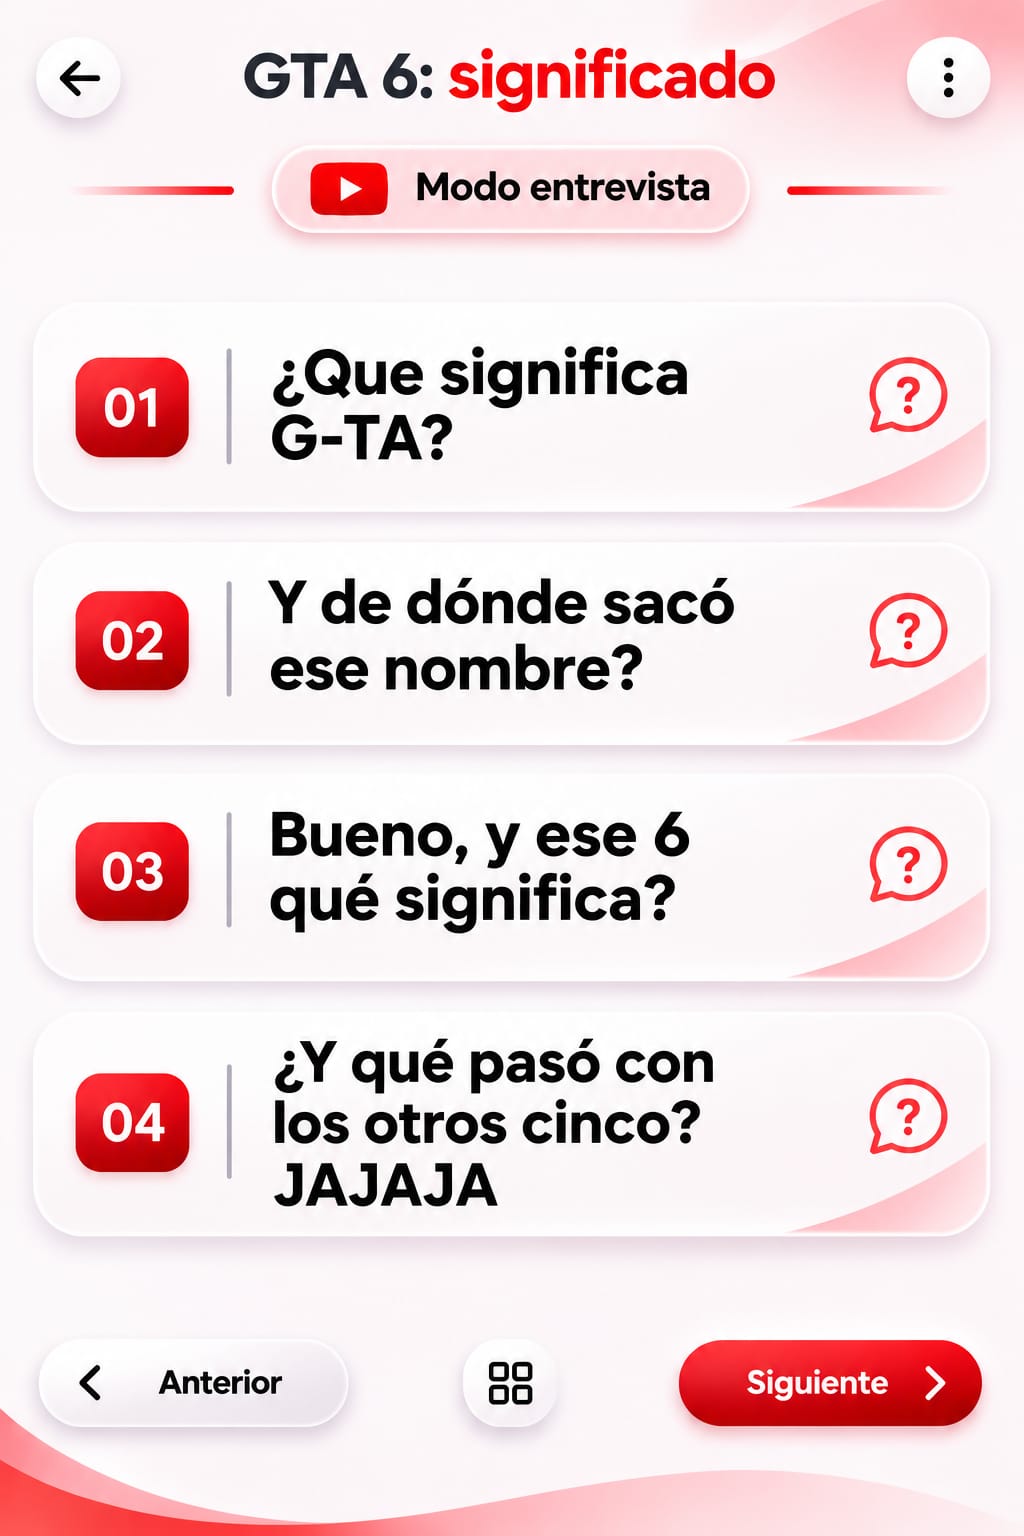 GTA 6: significado
Modo entrevista
01
¿Que significa
G-TA?
02
Y de dónde sacó
ese nombre?
03
Bueno, y ese 6
qué significa?
04
¿Y qué pasó con
los otros cinco?
JAJAJA
Anterior
Siguiente